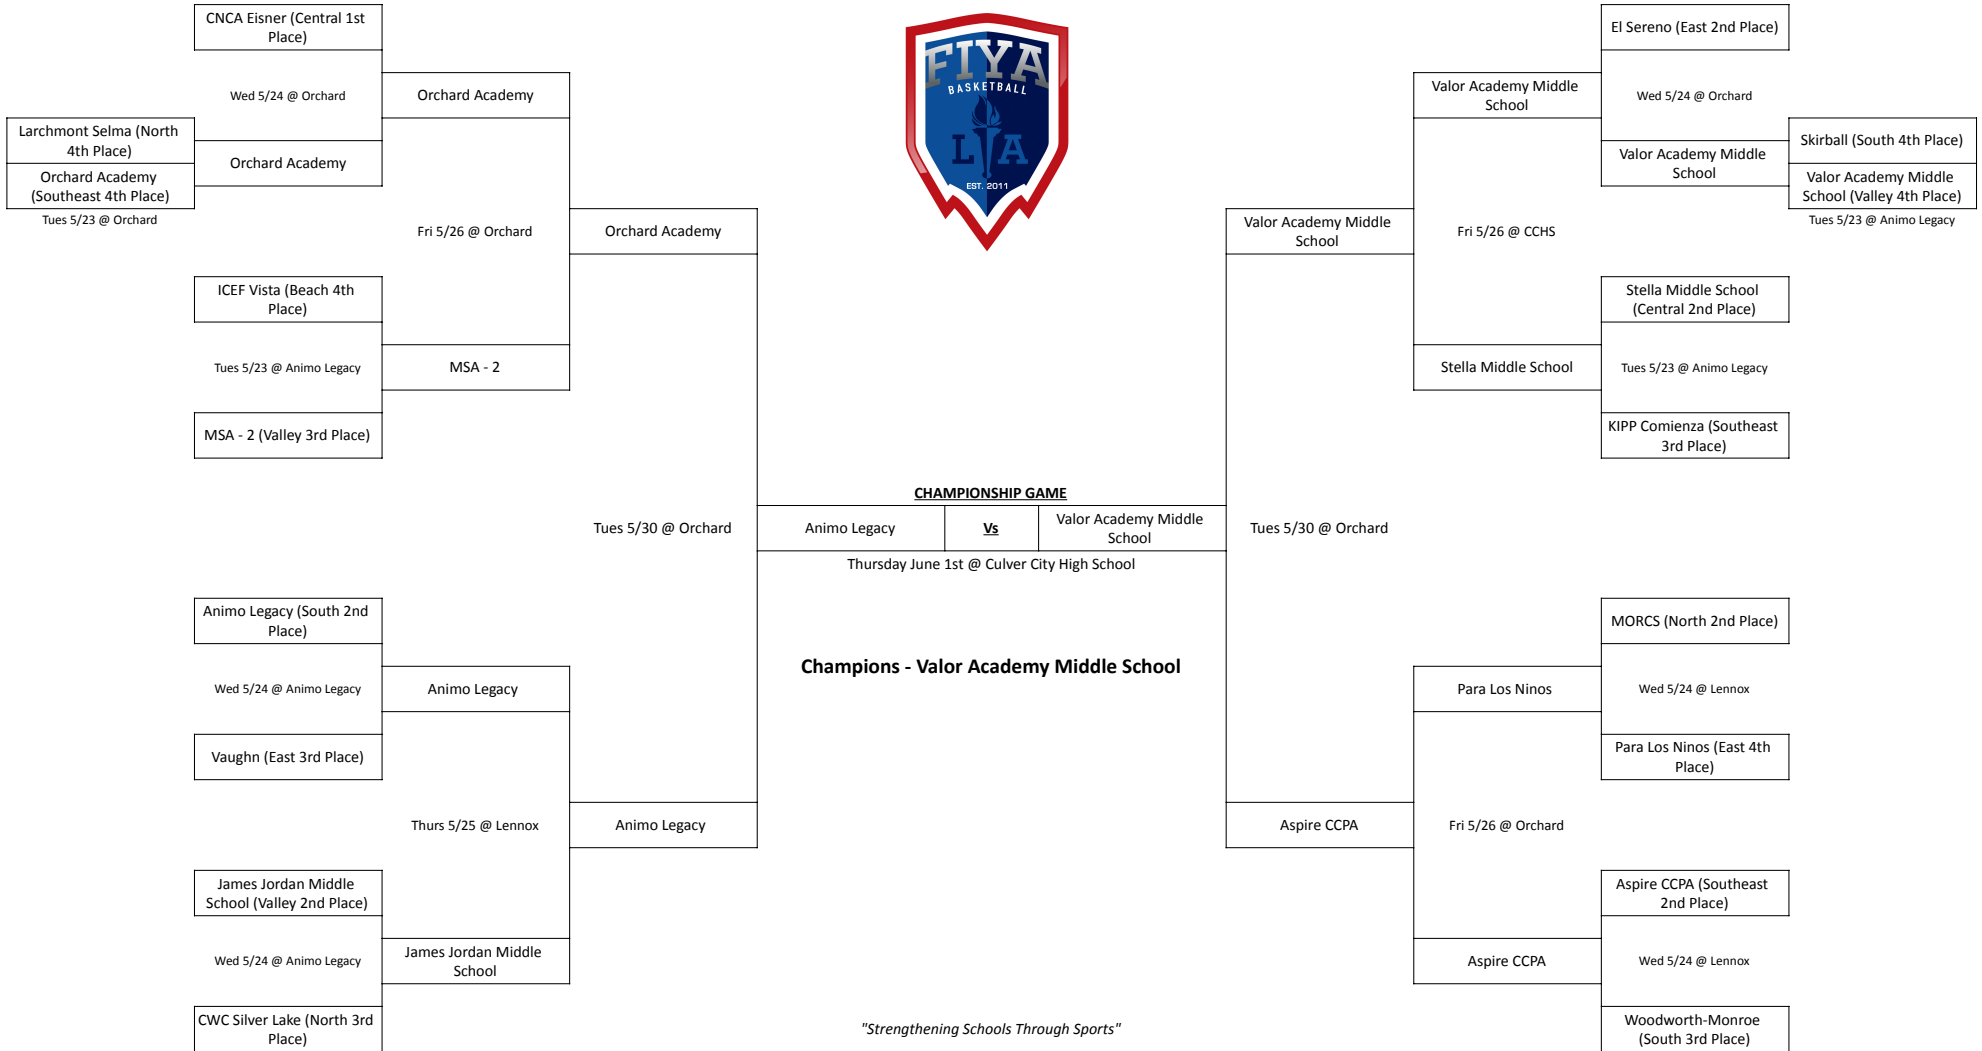 CNCA Eisner (Central 1st
Place)
Wed 5/24 @ Orchard
Orchard Academy
Larchmont Selma (North
4th Place)
Orchard Academy
(Southeast 4th Place)
Tues 5/23 @ Orchard
Orchard Academy
Fri 5/26 @ Orchard
Orchard Academy
ICEF Vista (Beach 4th
Place)
Tues 5/23 @ Animo Legacy
MSA - 2
MSA - 2 (Valley 3rd Place)
Tues 5/30 @ Orchard
Animo Legacy (South 2nd
Place)
Wed 5/24 @ Animo Legacy
Animo Legacy
Vaughn (East 3rd Place)
Thurs 5/25 @ Lennox
Animo Legacy
James Jordan Middle
School (Valley 2nd Place)
Wed 5/24 @ Animo Legacy
James Jordan Middle
School
CWC Silver Lake (North 3rd
Place)
FIYA
BASKETBALL
LA
EST. 2011
CHAMPIONSHIP GAME
Animo Legacy
Vs
Valor Academy Middle
School
Thursday June 1st @ Culver City High School
Champions - Valor Academy Middle School
"Strengthening Schools Through Sports"
El Sereno (East 2nd Place)
Valor Academy Middle
School
Wed 5/24 @ Orchard
Skirball (South 4th Place)
Valor Academy Middle
School
Valor Academy Middle
School (Valley 4th Place)
Tues 5/23 @ Animo Legacy
Valor Academy Middle
School
Fri 5/26 @ CCHS
Stella Middle School
(Central 2nd Place)
Stella Middle School
Tues 5/23 @ Animo Legacy
KIPP Comienza (Southeast
3rd Place)
Tues 5/30 @ Orchard
MORCS (North 2nd Place)
Para Los Ninos
Wed 5/24 @ Lennox
Para Los Ninos (East 4th
Place)
Aspire CCPA
Fri 5/26 @ Orchard
Aspire CCPA (Southeast
2nd Place)
Aspire CCPA
Wed 5/24 @ Lennox
Woodworth-Monroe
(South 3rd Place)